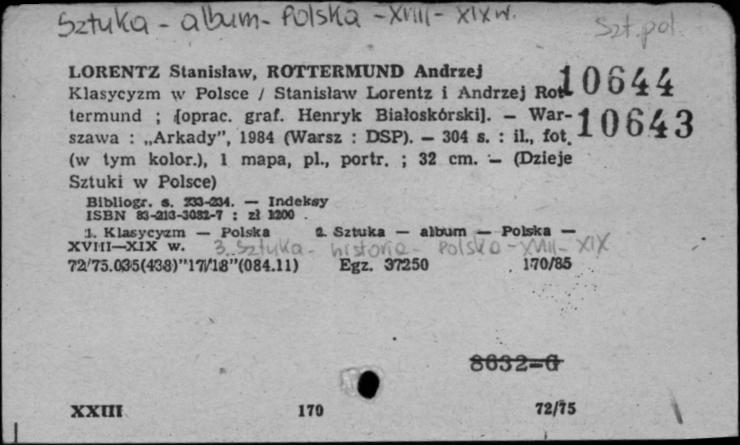 Sztuka - album - Polska - XVIII - XIX w.
Szt. pol.
LORENTZ Stanisław, ROTTERMUND Andrzej
Klasycyzm w Polsce / Stanisław Lorentz i Andrzej Rot-
termund ; [oprac. graf. Henryk Białoskórski]. — War-
szawa : „Arkady”, 1984 (Warsz : DSP). — 304 s. : il., fot.
(w tym kolor.), 1 mapa, pl., portr. ; 32 cm. — (Dzieje
Sztuki w Polsce)
10644
10643
Bibliogr. s. 233-234. — Indeksy
ISBN 83-213-3082-7 : zł 1200 .
1. Klasycyzm — Polska 2. Sztuka — album — Polska —
XVIII—XIX w. 3. Sztuka - historia - Polska - XVIII - XIX
72/75.035(438)"17/18"(084.11) Egz. 37250 170/85
8632-G
XXIII 170 72/75